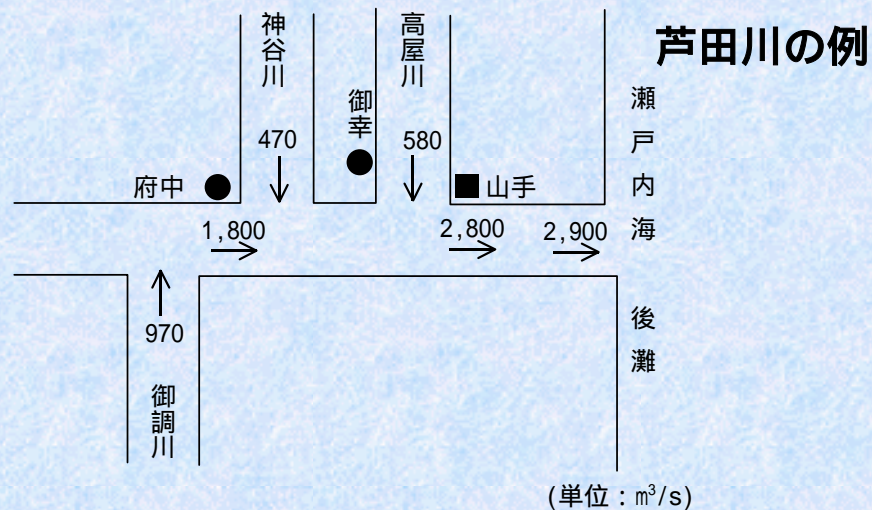 芦田川の例
神谷川
高屋川
御幸
470
580
府中
山手
1,800
2,800
2,900
瀬戸内海
970
御調川
後灘
(単位：m³/s)